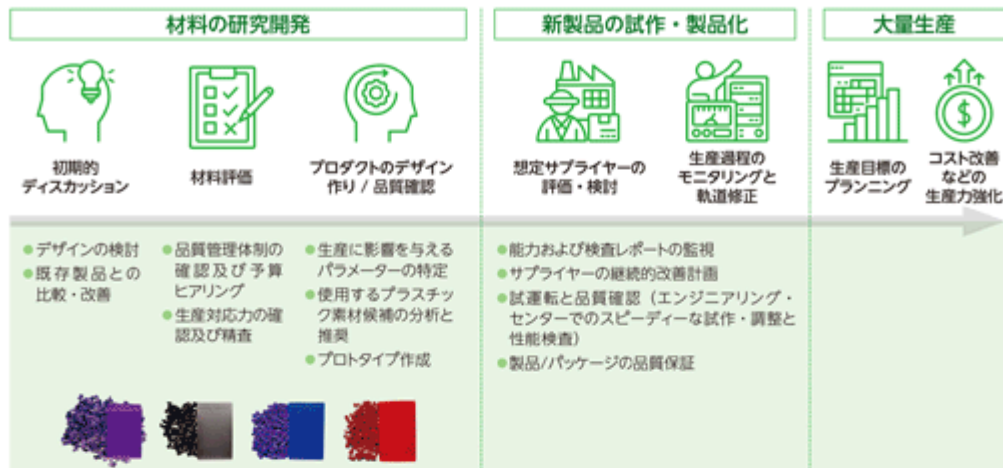 材料の研究開発
新製品の試作・製品化
大量生産
初期的
ディスカッション
材料評価
プロダクトのデザイン
作り / 品質確認
想定サプライヤーの
評価・検討
生産過程の
モニタリングと
軌道修正
生産目標の
プランニング
コスト改善
などの
生産力強化
●デザインの検討
●既存製品との
比較・改善
●品質管理体制の
確認及び予算
ヒアリング
●生産対応力の確
認及び精査
●生産に影響を与える
パラメーターの特定
●使用するプラスチッ
ク素材候補の分析と
推奨
●プロトタイプ作成
●能力および検査レポートの監視
●サプライヤーの継続的改善計画
●試運転と品質確認（エンジニアリング・
センターでのスピーディーな試作・調整と
性能検査）
●製品/パッケージの品質保証